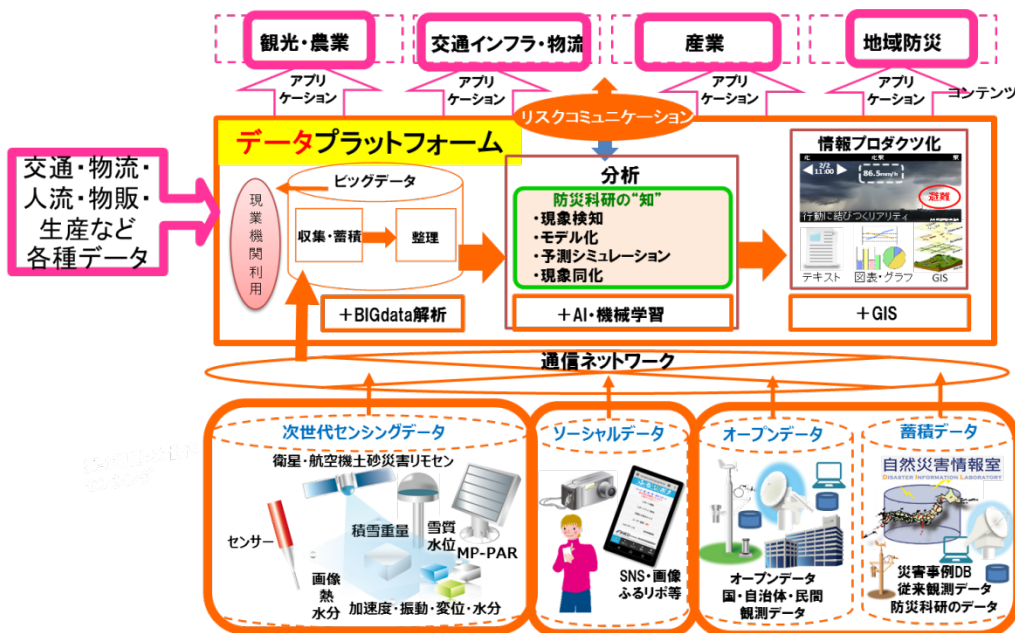 観光・農業
交通インフラ・物流
産業
地域防災
アプリ
ケーション
アプリ
ケーション
アプリ
ケーション
アプリ
ケーション
コンテンツ
リスクコミュニケーション
データプラットフォーム
交通・物流・
人流・物販・
生産など
各種データ
現業機関利用
ビッグデータ
収集・蓄積
整理
+BIGdata解析
分析
防災科研の“知”
・現象検知
・モデル化
・予測シミュレーション
・現象同化
+AI・機械学習
情報プロダクツ化
2/2
11:00
86.5mm/h
避難
行動に結びつくリアリティ
テキスト
図表・グラフ
GIS
+GIS
通信ネットワーク
次世代センシングデータ
衛星・航空機土砂災害リモセン
センサー
積雪重量
雪質
水位
MP-PAR
画像
熱
水分
加速度・振動・変位・水分
ソーシャルデータ
SNS・画像
ふるリポ等
オープンデータ
オープンデータ
国・自治体・民間
観測データ
蓄積データ
自然災害情報室
DISASTER INFORMATION LABORATORY
災害事例DB
従来観測データ
防災科研のデータ